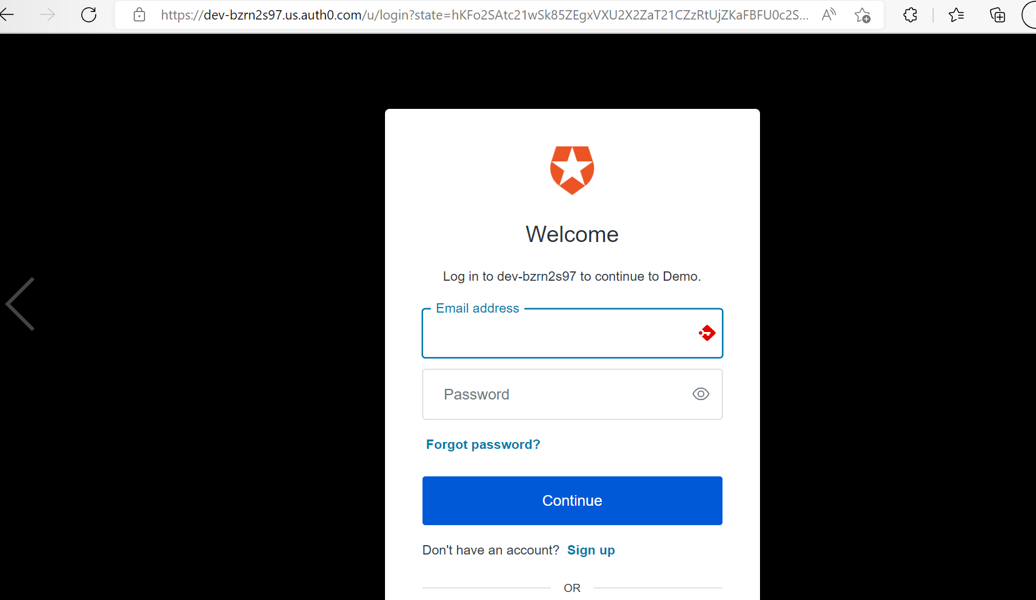 https://dev-bzrn2s97.us.auth0.com/u/login?state=hKFo2SAtc21wSk85ZEgxVXU2X2ZaT21CZzRtUjZKaFBFU0c2S...
Welcome
Log in to dev-bzrn2s97 to continue to Demo.
Email address
Password
Forgot password?
Continue
Don't have an account? Sign up
OR